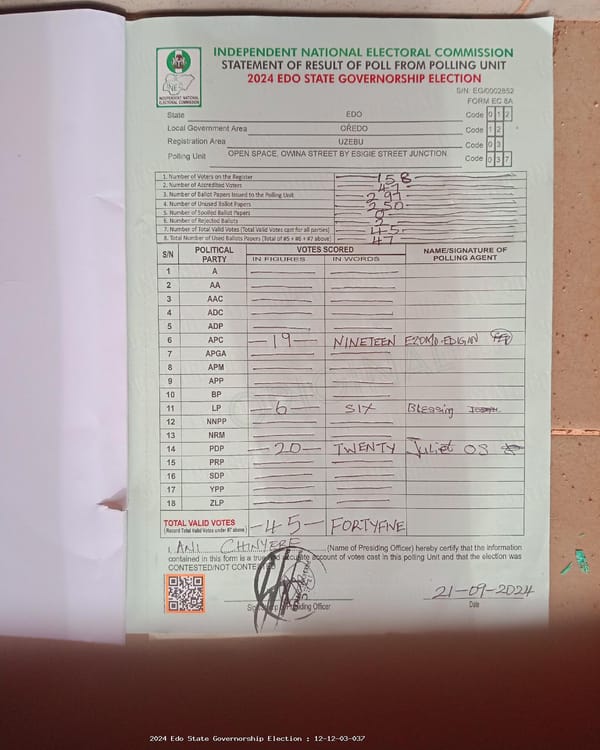 INDEPENDENT NATIONAL ELECTORAL COMMISSION
STATEMENT OF RESULT OF POLL FROM POLLING UNIT
2024 EDO STATE GOVERNORSHIP ELECTION
INDEPENDENT NATIONAL ELECTORAL COMMISSION
S/N: EG/0002852
FORM EC 8A
State EDO Code 0 1 2
Local Government Area OREDO Code 1 2
Registration Area UZEBU Code 0 3
Polling Unit OPEN SPACE, OWINA STREET BY ESIGIE STREET JUNCTION Code 0 3 7
1. Number of Voters on the Register 158
2. Number of Accredited Voters 47
3. Number of Ballot Papers Issued to the Polling Unit 297
4. Number of Unused Ballot Papers 250
5. Number of Spoiled Ballot Papers 0
6. Number of Rejected Ballots 2
7. Number of Total Valid Votes (Total Valid Votes cast for all parties) 45
8. Total Number of Used Ballots Papers (Total of #5 + #6 + #7 above) 47
S/N POLITICAL PARTY VOTES SCORED NAME/SIGNATURE OF POLLING AGENT
IN FIGURES IN WORDS
1 A
2 AA
3 AAC
4 ADC
5 ADP
6 APC -19- NINETEEN EZOMO-EDIGAN
7 APGA
8 APM
9 APP
10 BP
11 LP -6- SIX Blessing Joseph
12 NNPP
13 NRM
14 PDP -20- TWENTY Juliet OS
15 PRP
16 SDP
17 YPP
18 ZLP
TOTAL VALID VOTES -45- FORTYFIVE
(Record Total Valid Votes under #7 above)
I, ANI CHINYERE (Name of Presiding Officer) hereby certify that the information
contained in this form is a true and accurate account of votes cast in this polling Unit and that the election was
CONTESTED/NOT CONTESTED
21-09-2024
Presiding Officer Date
2024 Edo State Governorship Election : 12-12-03-037